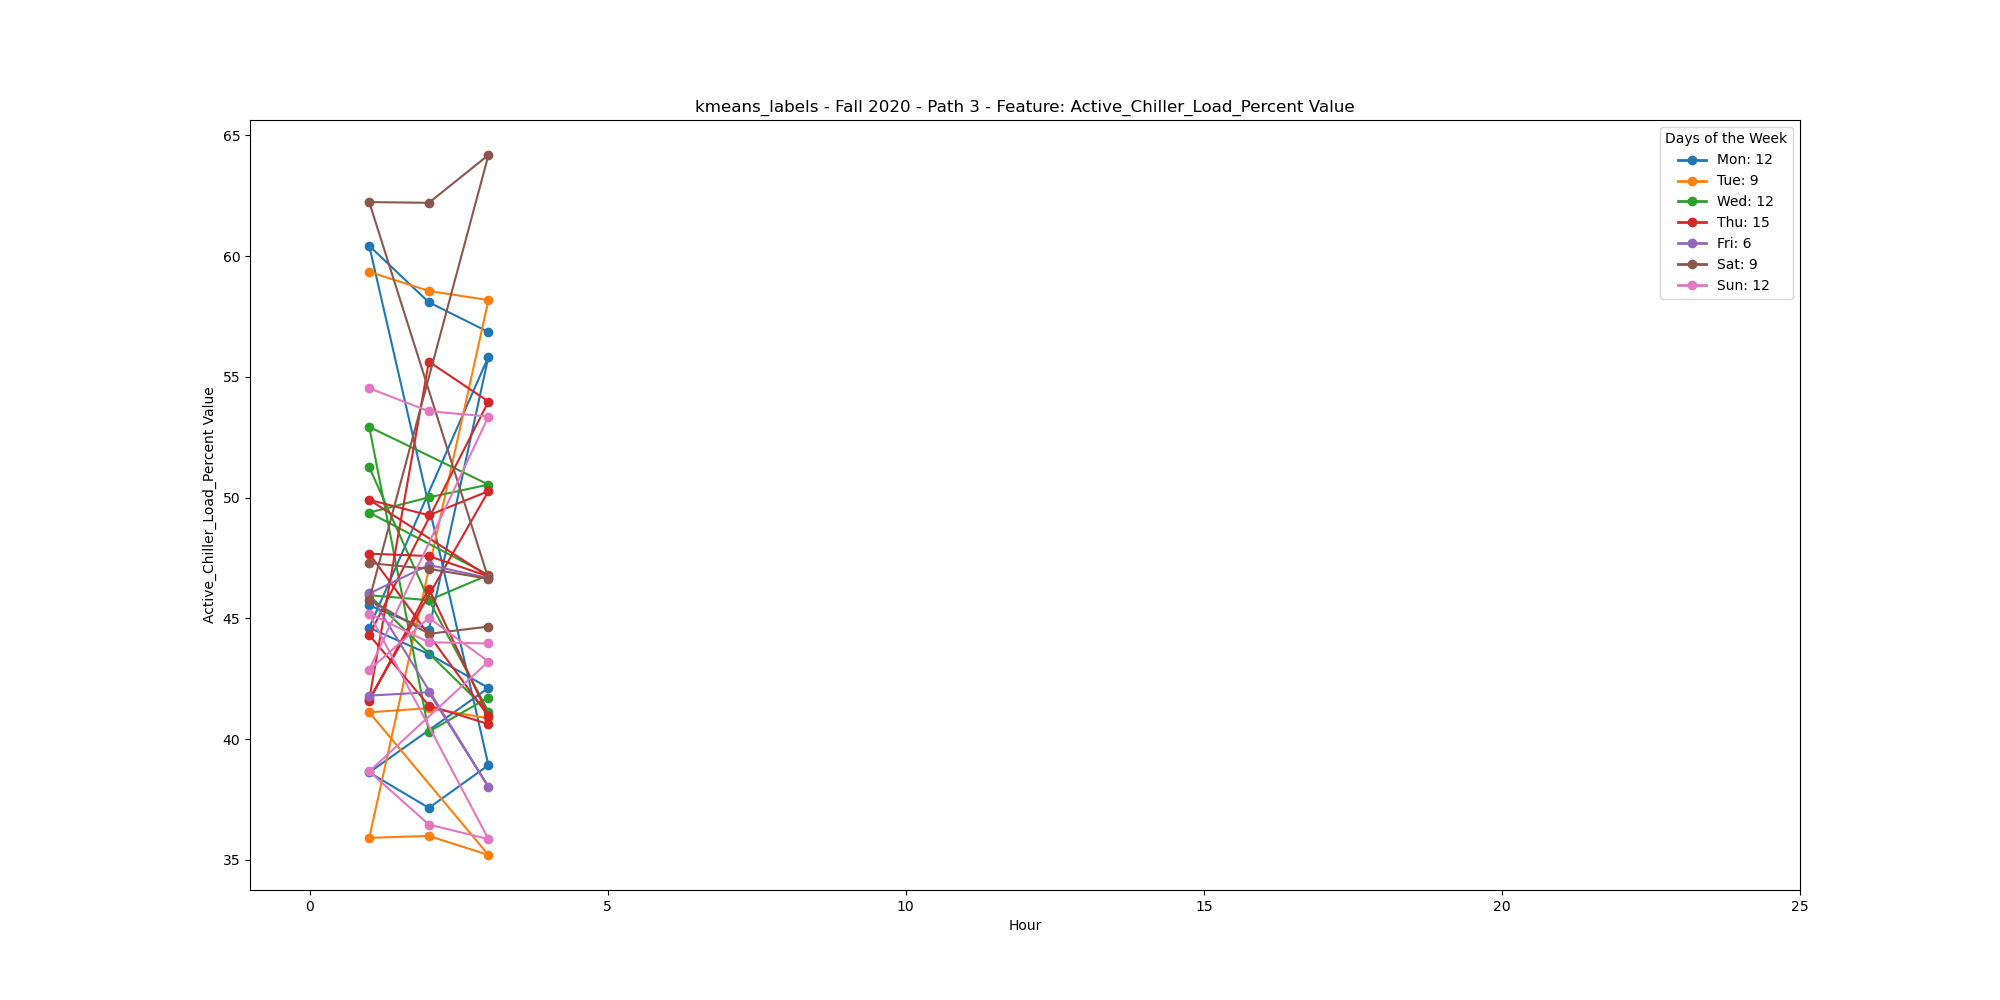 kmeans_labels - Fall 2020 - Path 3 - Feature: Active_Chiller_Load_Percent Value
Days of the Week
Mon: 12
Tue: 9
Wed: 12
Thu: 15
Fri: 6
Sat: 9
Sun: 12
Active_Chiller_Load_Percent Value
65
60
55
50
45
40
35
0
5
10
15
20
25
Hour